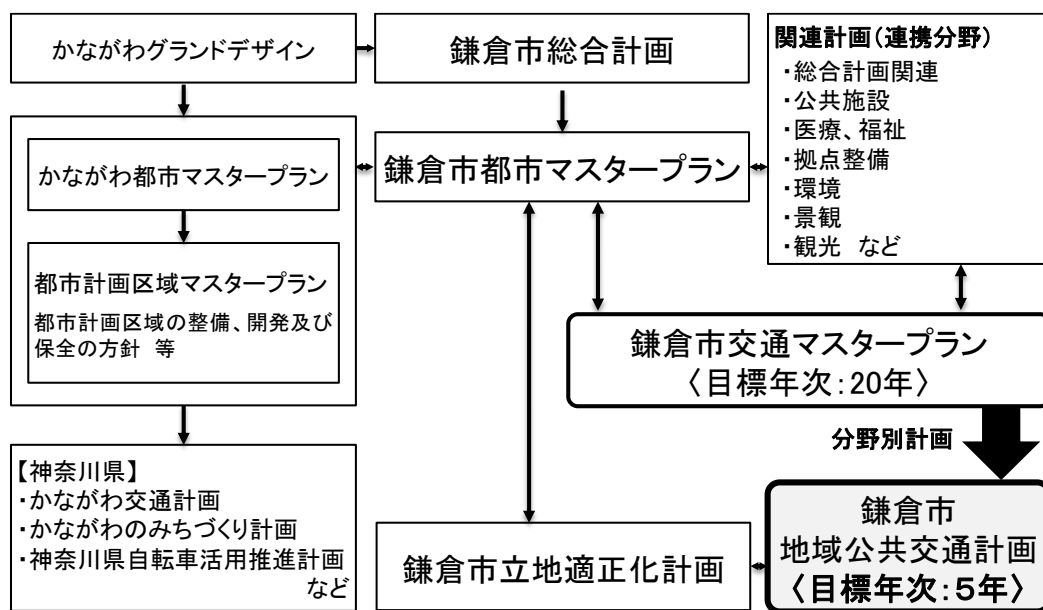 かながわグランドデザイン
鎌倉市総合計画
関連計画(連携分野)
・総合計画関連
・公共施設
・医療、福祉
・拠点整備
・環境
・景観
・観光 など
かながわ都市マスタープラン
鎌倉市都市マスタープラン
都市計画区域マスタープラン
都市計画区域の整備、開発及び
保全の方針 等
鎌倉市交通マスタープラン
〈目標年次:20年〉
分野別計画
【神奈川県】
・かながわ交通計画
・かながわのみちづくり計画
・神奈川県自転車活用推進計画
など
鎌倉市立地適正化計画
鎌倉市
地域公共交通計画
〈目標年次:5年〉